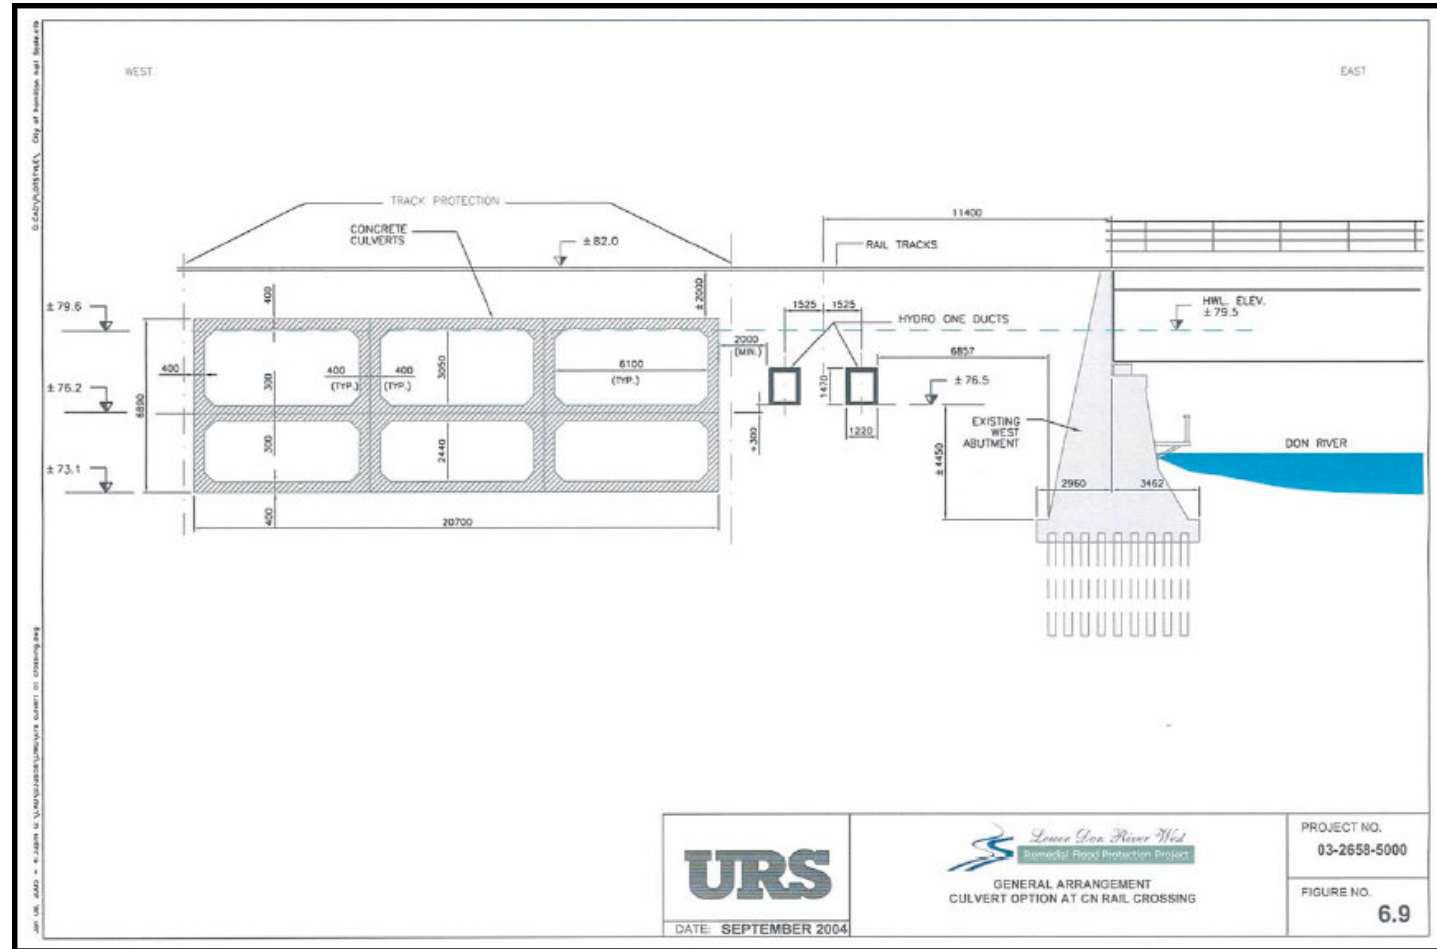 WEST
EAST
TRACK PROTECTION
11400
CONCRETE
CULVERTS
± 82.0
RAIL TRACKS
± 79.6
400
±2000
1525
1525
HYDRO ONE DUCTS
HWL. ELEV.
± 79.5
2000
(MIN.)
6857
400
400
(TYP.)
400
(TYP.)
300
3050
6100
(TYP.)
± 76.2
6890
1470
± 76.5
±300
1220
EXISTING
WEST
ABUTMENT
DON RIVER
300
2440
±4450
± 73.1
2960
3462
400
20700
URS
DATE: SEPTEMBER 2004
Lower Don River West
Remedial Flood Protection Project
GENERAL ARRANGEMENT
CULVERT OPTION AT CN RAIL CROSSING
PROJECT NO.
03-2658-5000
FIGURE NO.
6.9